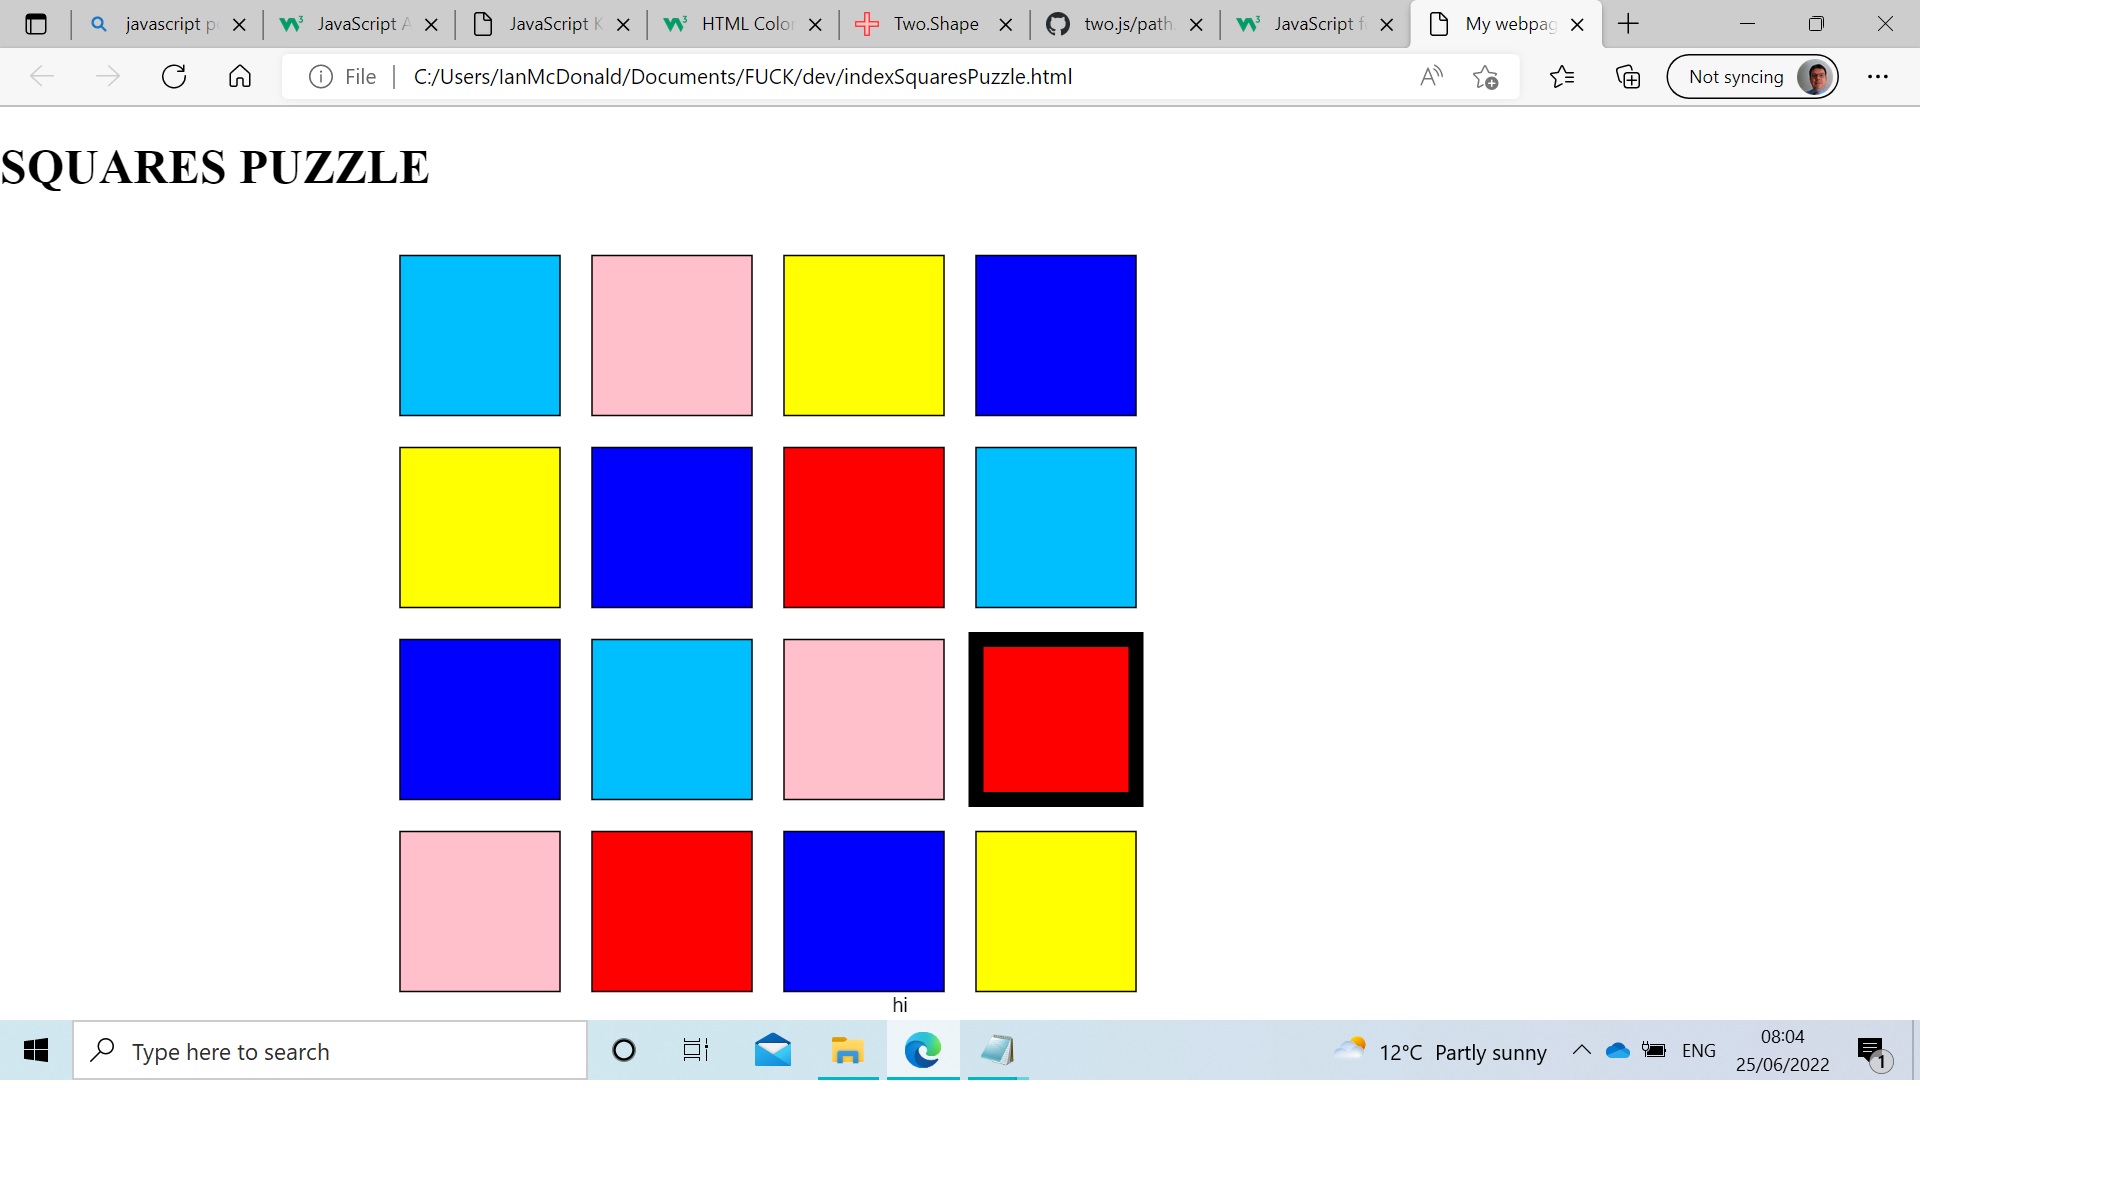 javascript p
JavaScript A
JavaScript K
HTML Color
Two.Shape
two.js/path.
JavaScript f
My webpag
File
C:/Users/IanMcDonald/Documents/FUCK/dev/indexSquaresPuzzle.html
Not syncing
SQUARES PUZZLE
hi
Type here to search
12°C Partly sunny
ENG
08:04
25/06/2022
1